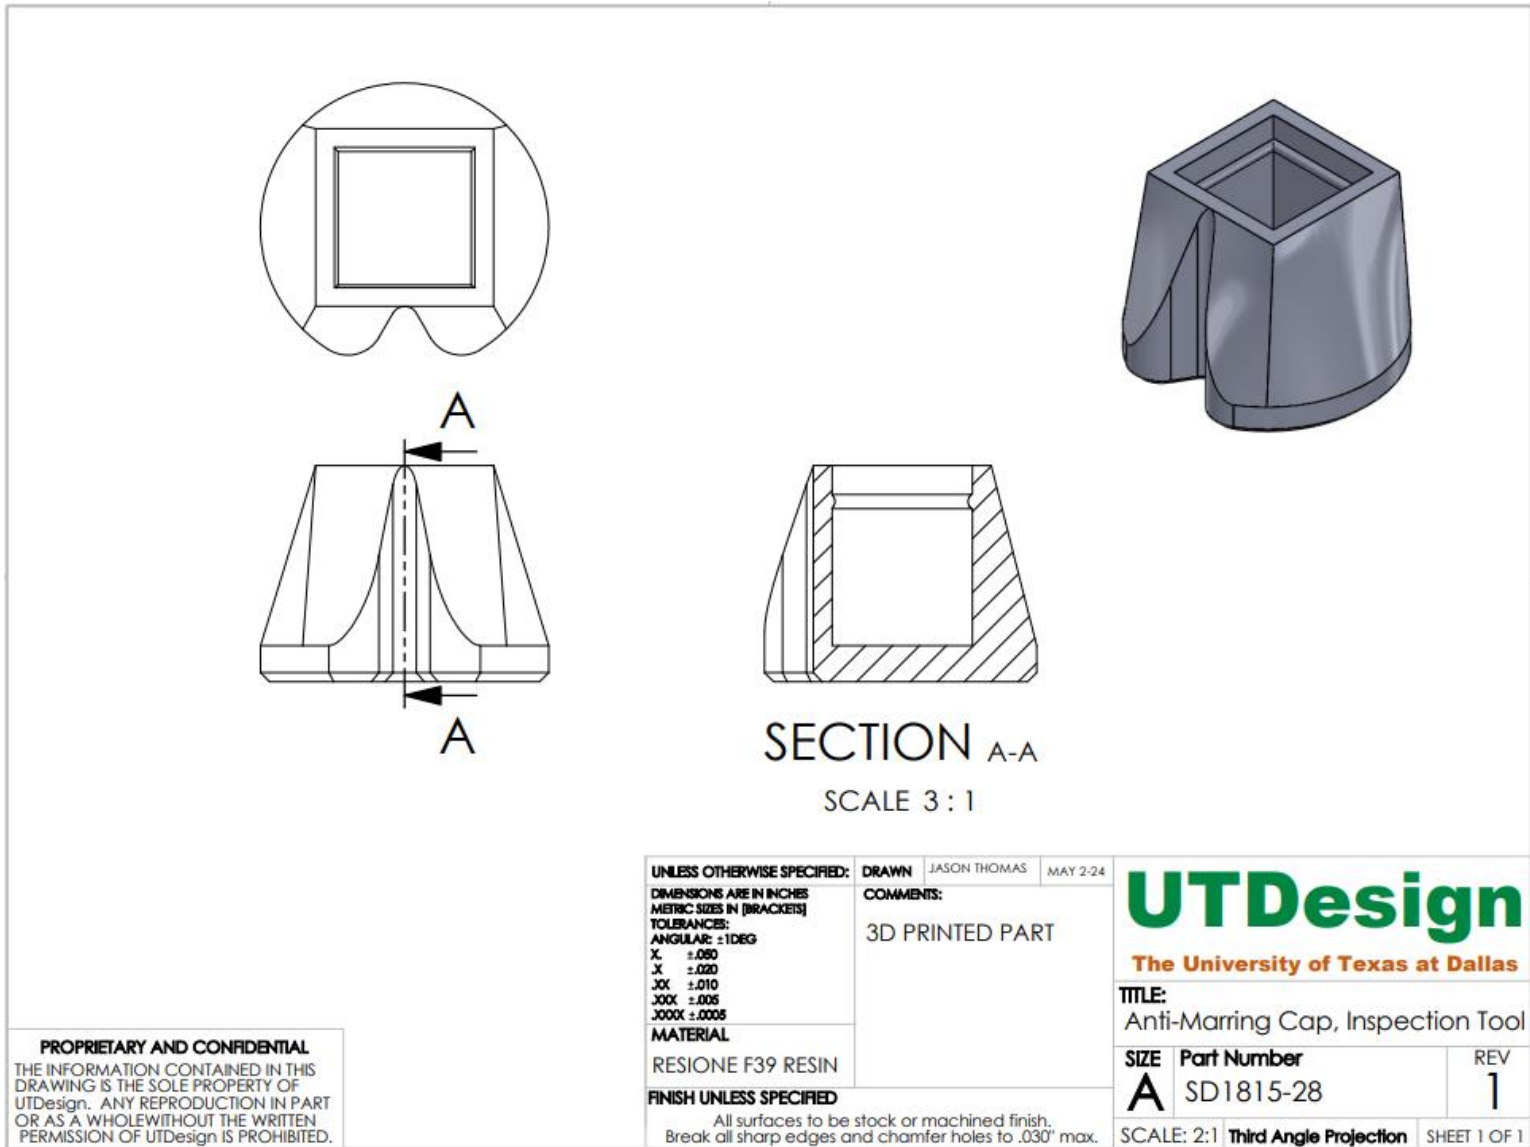 A
A
SECTION A-A
SCALE 3 : 1
UNLESS OTHERWISE SPECIFIED:
DIMENSIONS ARE IN INCHES
METRIC SIZES IN [BRACKETS]
TOLERANCES:
ANGULAR: ±1DEG
X. ±.050
.X ±.020
.XX ±.010
.XXX ±.005
.XXXX ±.0005
MATERIAL
RESIONE F39 RESIN
FINISH UNLESS SPECIFIED
All surfaces to be stock or machined finish.
Break all sharp edges and chamfer holes to .030" max.
DRAWN JASON THOMAS MAY 2-24
COMMENTS:
3D PRINTED PART
UTDesign
The University of Texas at Dallas
TITLE:
Anti-Marring Cap, Inspection Tool
SIZE Part Number REV
A SD1815-28 1
SCALE: 2:1 Third Angle Projection SHEET 1 OF 1
PROPRIETARY AND CONFIDENTIAL
THE INFORMATION CONTAINED IN THIS
DRAWING IS THE SOLE PROPERTY OF
UTDesign. ANY REPRODUCTION IN PART
OR AS A WHOLEWITHOUT THE WRITTEN
PERMISSION OF UTDesign IS PROHIBITED.